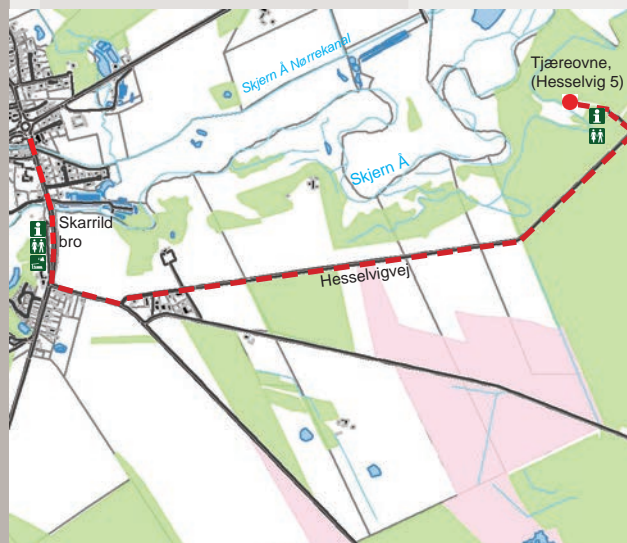 Skjern Å Nørrekanal
Tjæreovne,
(Hesselvig 5)
i
Skjern Å
Skarrild
bro
i
Hesselvigvej